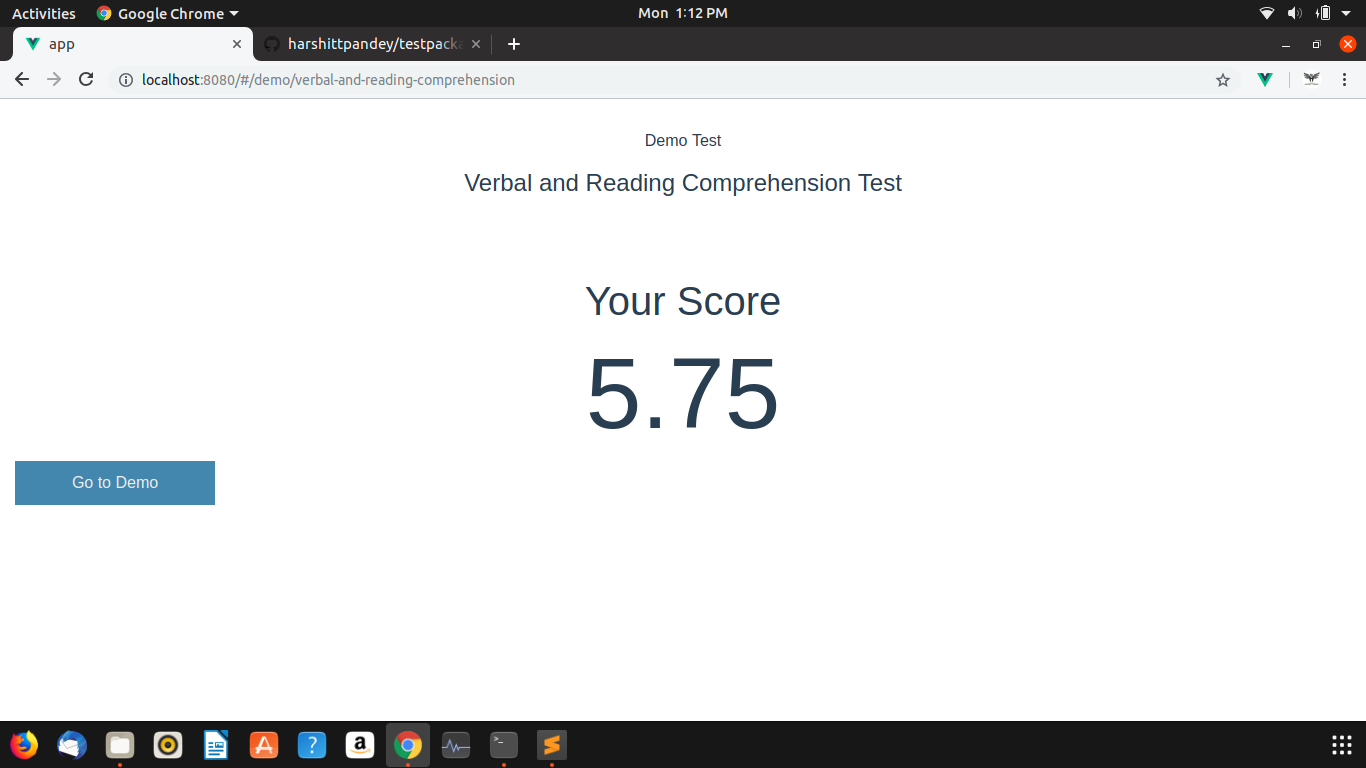 Activities Google Chrome Mon 1:12 PM
app harshittpandey/testpacka
localhost:8080/#/demo/verbal-and-reading-comprehension
Demo Test
Verbal and Reading Comprehension Test
Your Score
5.75
Go to Demo